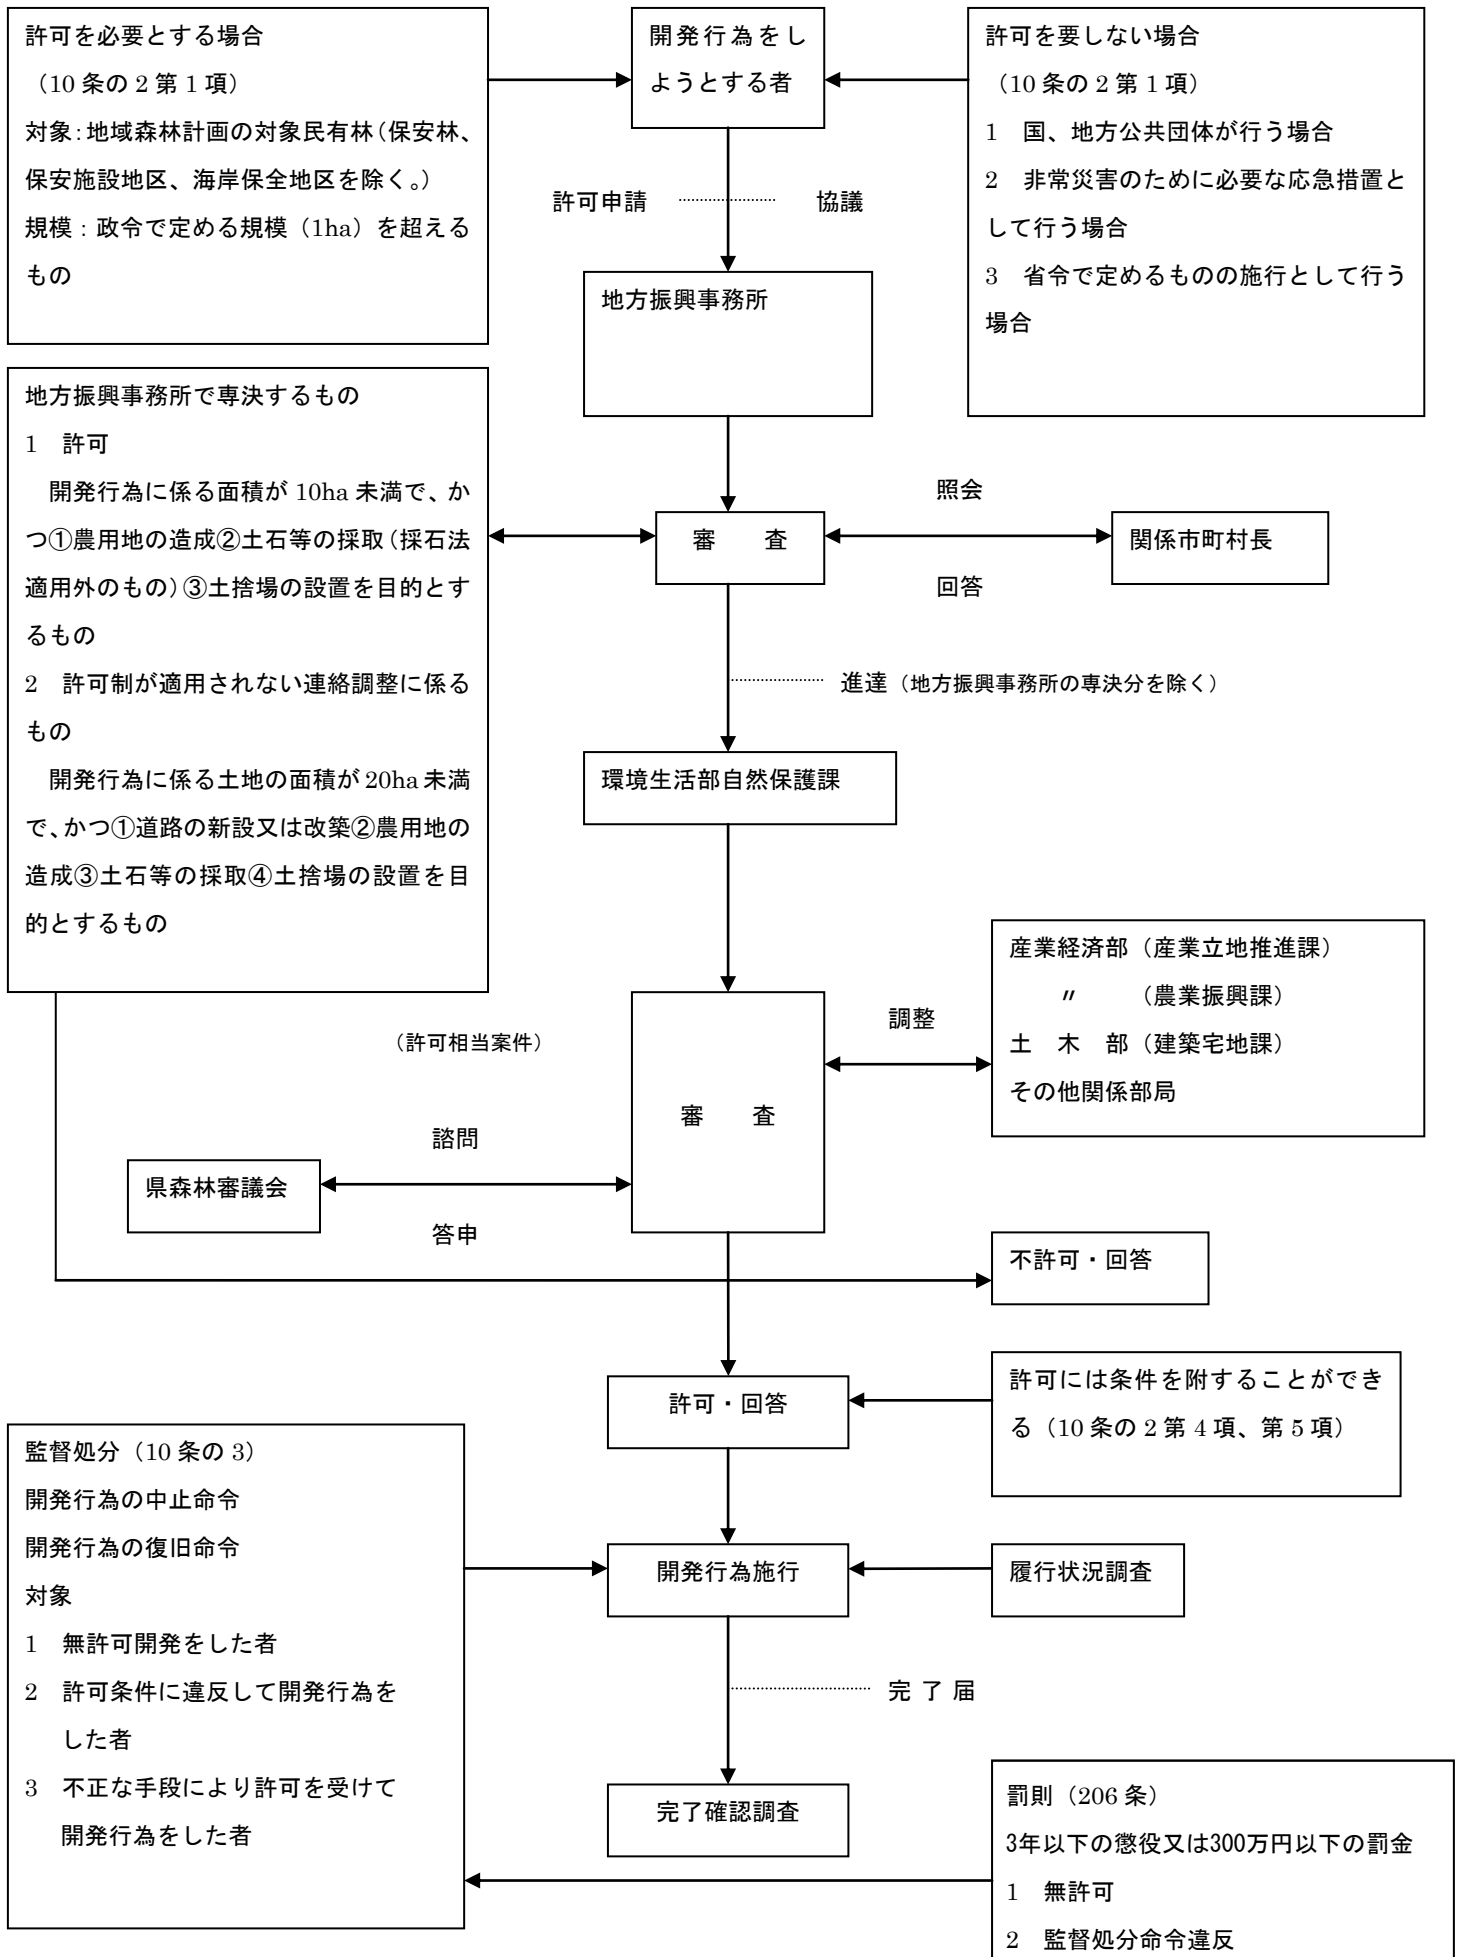 許可を必要とする場合
（10 条の 2 第 1 項）
対象：地域森林計画の対象民有林（保安林、
保安施設地区、海岸保全地区を除く。）
規模：政令で定める規模（1ha）を超える
もの
開発行為をし
ようとする者
許可を要しない場合
（10 条の 2 第 1 項）
1　国、地方公共団体が行う場合
2　非常災害のために必要な応急措置と
して行う場合
3　省令で定めるものの施行として行う
場合
許可申請
協議
地方振興事務所
地方振興事務所で専決するもの
1　許可
　開発行為に係る面積が 10ha 未満で、か
つ①農用地の造成②土石等の採取（採石法
適用外のもの）③土捨場の設置を目的とす
るもの
2　許可制が適用されない連絡調整に係る
もの
　開発行為に係る土地の面積が 20ha 未満
で、かつ①道路の新設又は改築②農用地の
造成③土石等の採取④土捨場の設置を目
的とするもの
審　　査
照会
回答
関係市町村長
進達（地方振興事務所の専決分を除く）
環境生活部自然保護課
産業経済部（産業立地推進課）
〃　　（農業振興課）
土　木　部（建築宅地課）
その他関係部局
調整
（許可相当案件）
審　　査
諮問
県森林審議会
答申
不許可・回答
許可・回答
許可には条件を附することができ
る（10 条の 2 第 4 項、第 5 項）
監督処分（10 条の 3）
開発行為の中止命令
開発行為の復旧命令
対象
1　無許可開発をした者
2　許可条件に違反して開発行為を
した者
3　不正な手段により許可を受けて
開発行為をした者
開発行為施行
履行状況調査
完 了 届
完了確認調査
罰則（206 条）
3年以下の懲役又は300万円以下の罰金
1　無許可
2　監督処分命令違反